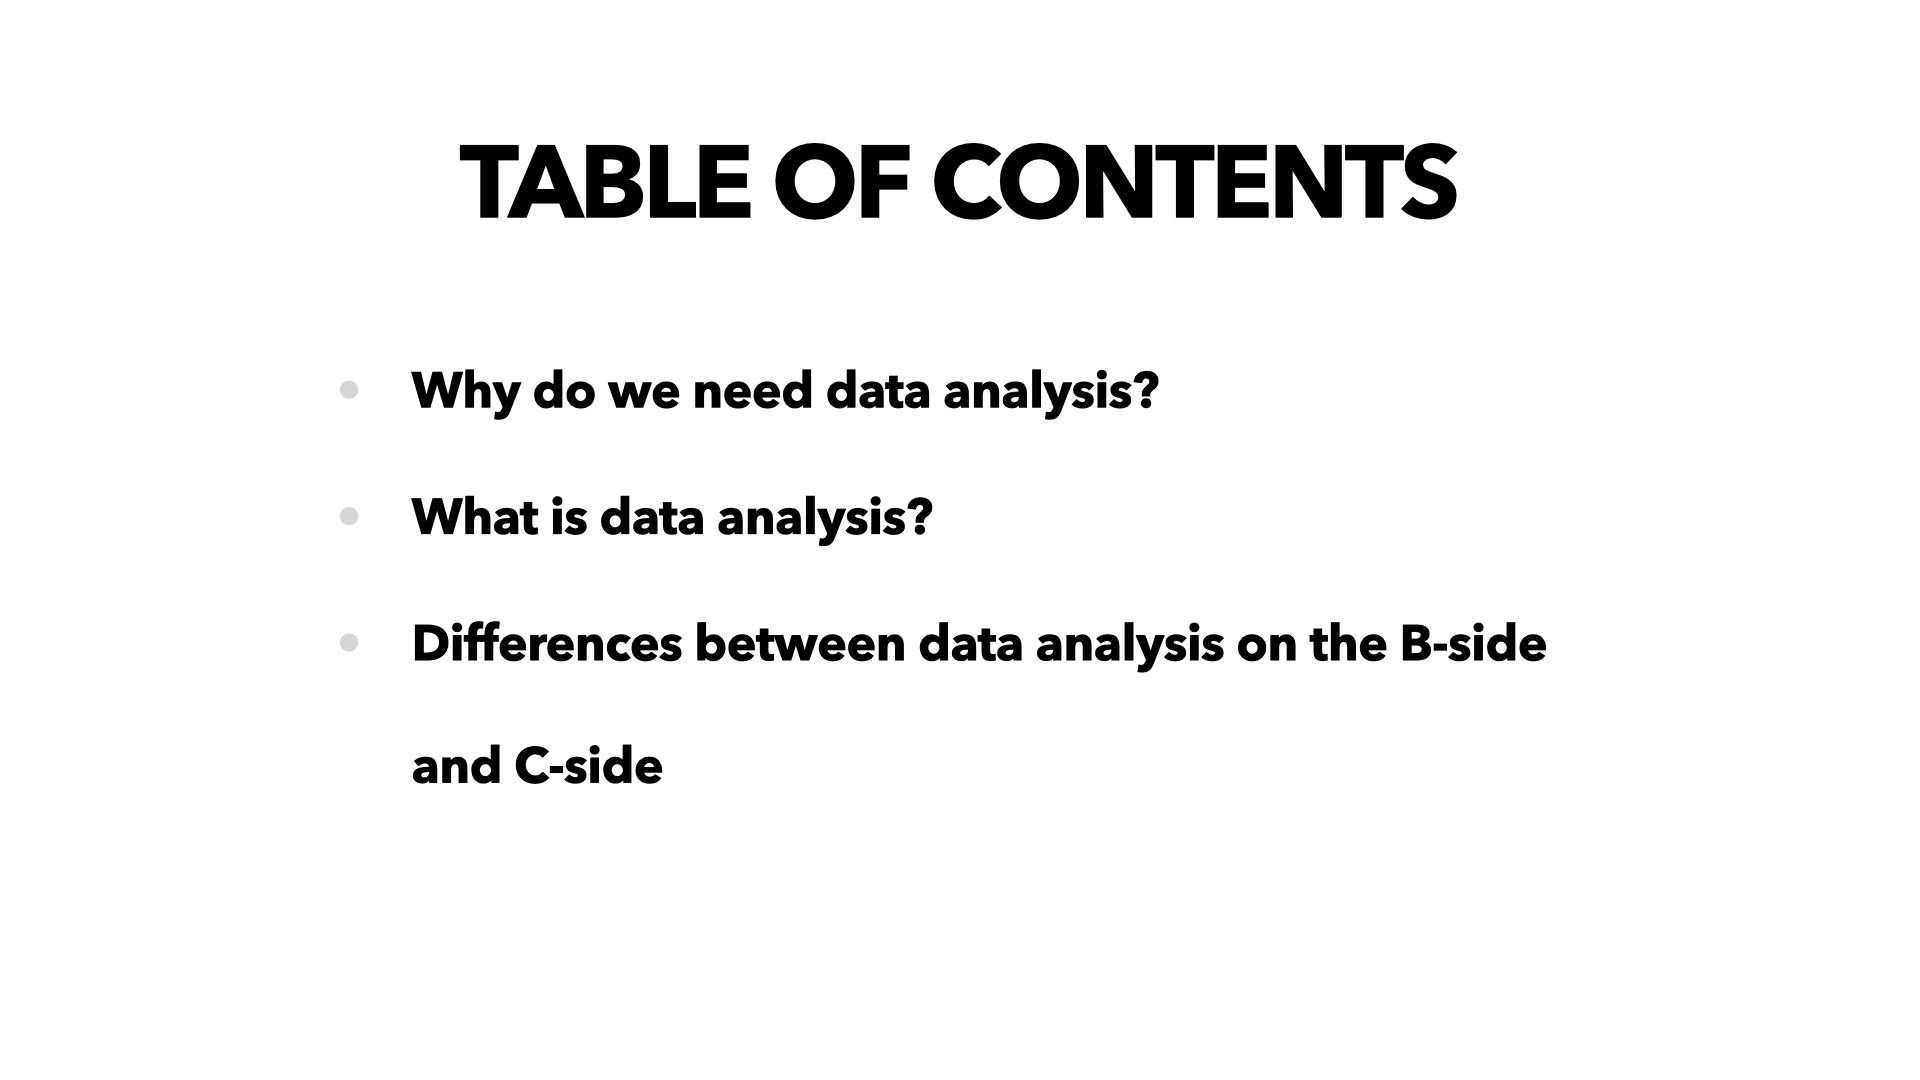 TABLE OF CONTENTS
Why do we need data analysis?
What is data analysis?
Differences between data analysis on the B-side
and C-side